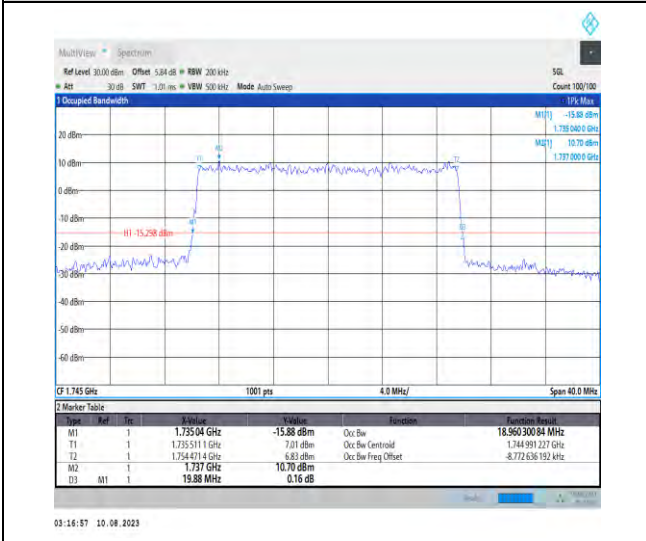 MultiView Spectrum
Ref Level 30.00 dBm Offset 5.84 dB RBW 200 kHz SGL
Att 30 dB SWT 1.01 ms VBW 500 kHz Mode Auto Sweep Count 100/100
1 Occupied Bandwidth 1Pk Max
M1[1] -15.88 dBm
1.735 040 0 GHz
M2[1] 10.70 dBm
1.737 000 0 GHz
20 dBm
M2
T1 T2
10 dBm
0 dBm
-10 dBm
M1 D3
H1 -15.298 dBm
-20 dBm
-30 dBm
-40 dBm
-50 dBm
-60 dBm
CF 1.745 GHz 1001 pts 4.0 MHz/ Span 40.0 MHz
2 Marker Table
Type Ref Trc X-Value Y-Value Function Function Result
M1 1 1.73504 GHz -15.88 dBm Occ Bw 18.960 300 84 MHz
T1 1 1.735 511 1 GHz 7.01 dBm Occ Bw Centroid 1.744 991 227 GHz
T2 1 1.754 471 4 GHz 6.83 dBm Occ Bw Freq Offset -8.772 636 192 kHz
M2 1 1.737 GHz 10.70 dBm
D3 M1 1 19.88 MHz 0.16 dB
03:16:57 10.08.2023